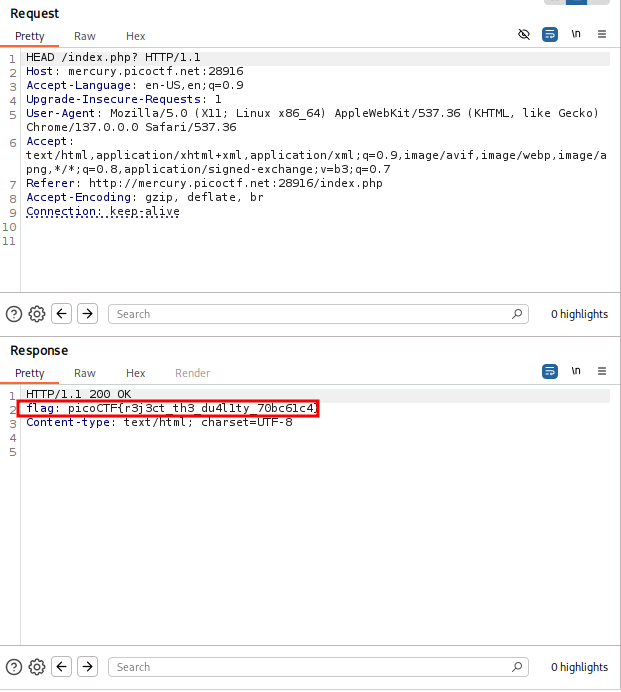 Request
Pretty Raw Hex
\n
1 HEAD /index.php? HTTP/1.1
2 Host: mercury.picoctf.net:28916
3 Accept-Language: en-US,en;q=0.9
4 Upgrade-Insecure-Requests: 1
5 User-Agent: Mozilla/5.0 (X11; Linux x86_64) AppleWebKit/537.36 (KHTML, like Gecko)
Chrome/137.0.0.0 Safari/537.36
6 Accept:
text/html,application/xhtml+xml,application/xml;q=0.9,image/avif,image/webp,image/a
png,*/*;q=0.8,application/signed-exchange;v=b3;q=0.7
7 Referer: http://mercury.picoctf.net:28916/index.php
8 Accept-Encoding: gzip, deflate, br
9 Connection: keep-alive
10
11
Search 0 highlights
Response
Pretty Raw Hex Render
\n
1 HTTP/1.1 200 OK
2 flag: picoCTF{r3j3ct_th3_du4l1ty_70bc61c4}
3 Content-type: text/html; charset=UTF-8
4
5
Search 0 highlights